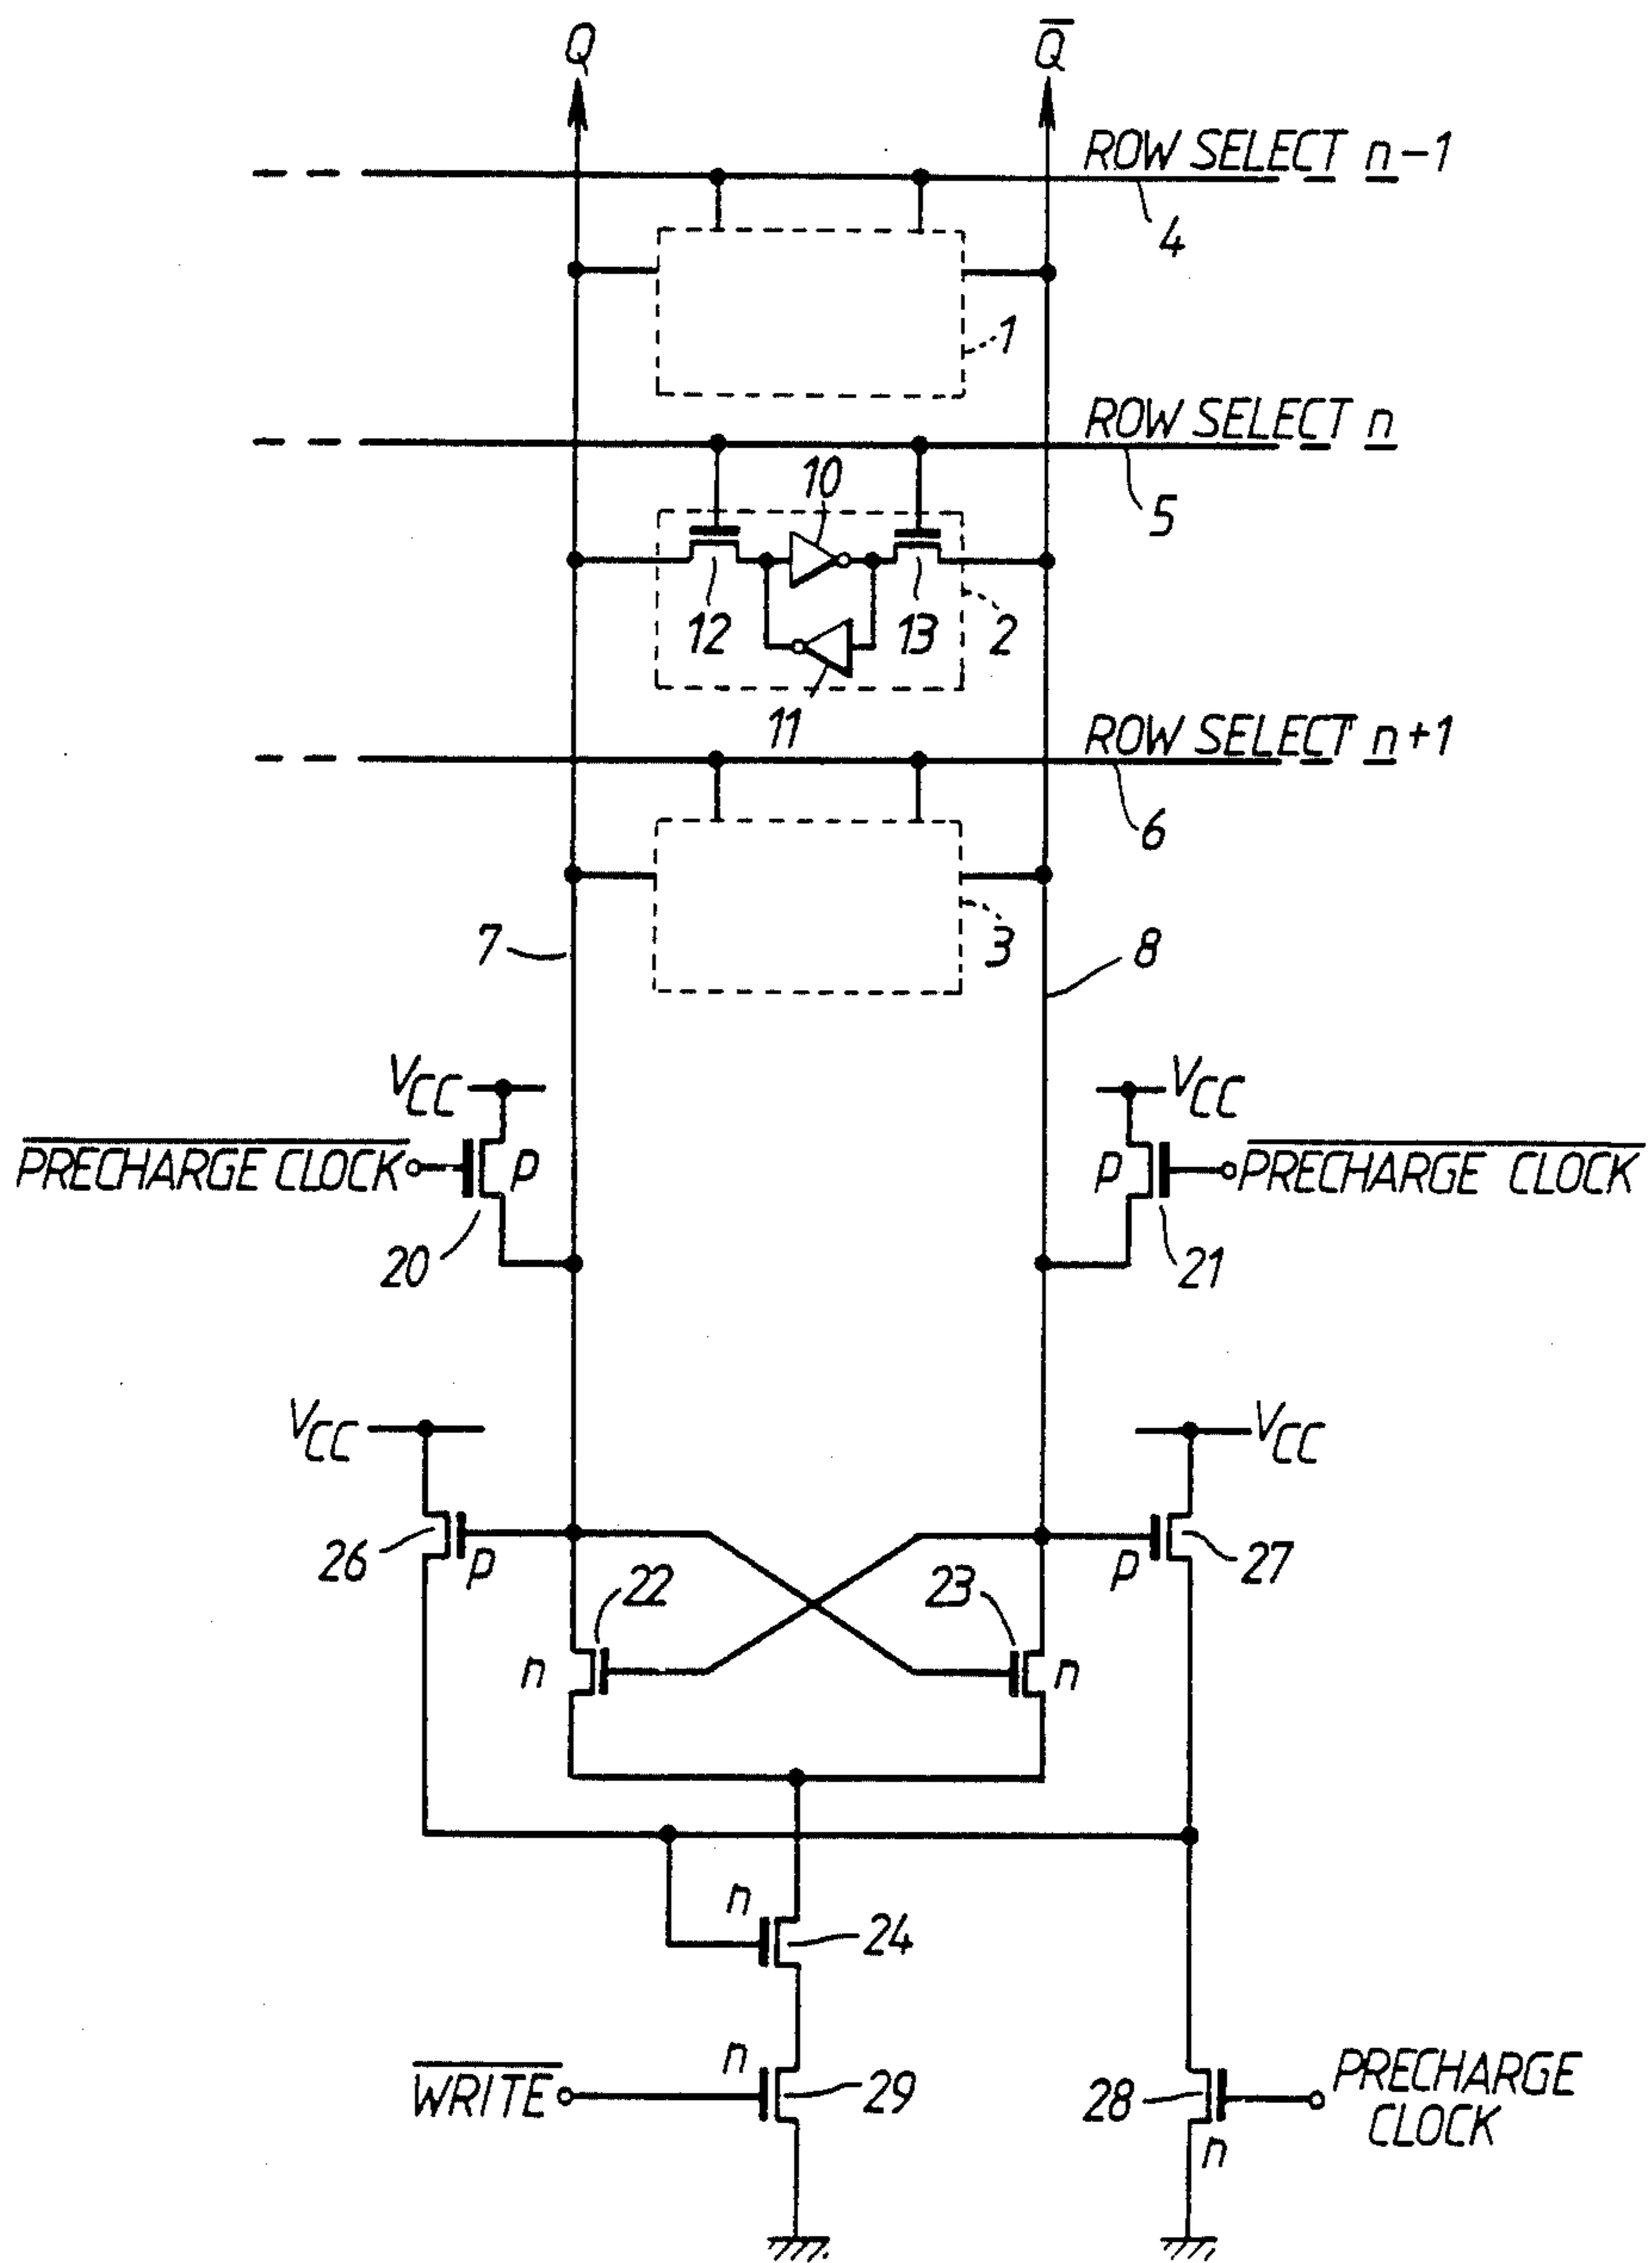 Q Q̅
ROW SELECT n-1
4
1
ROW SELECT n
10
5
12
13
2
11
ROW SELECT n+1
6
3
7
8
VCC
VCC
PRECHARGE CLOCK
p
p
PRECHARGE CLOCK
20
21
VCC
VCC
26
p
p
27
22
23
n
n
n
24
n
WRITE
29
28
PRECHARGE
CLOCK
n